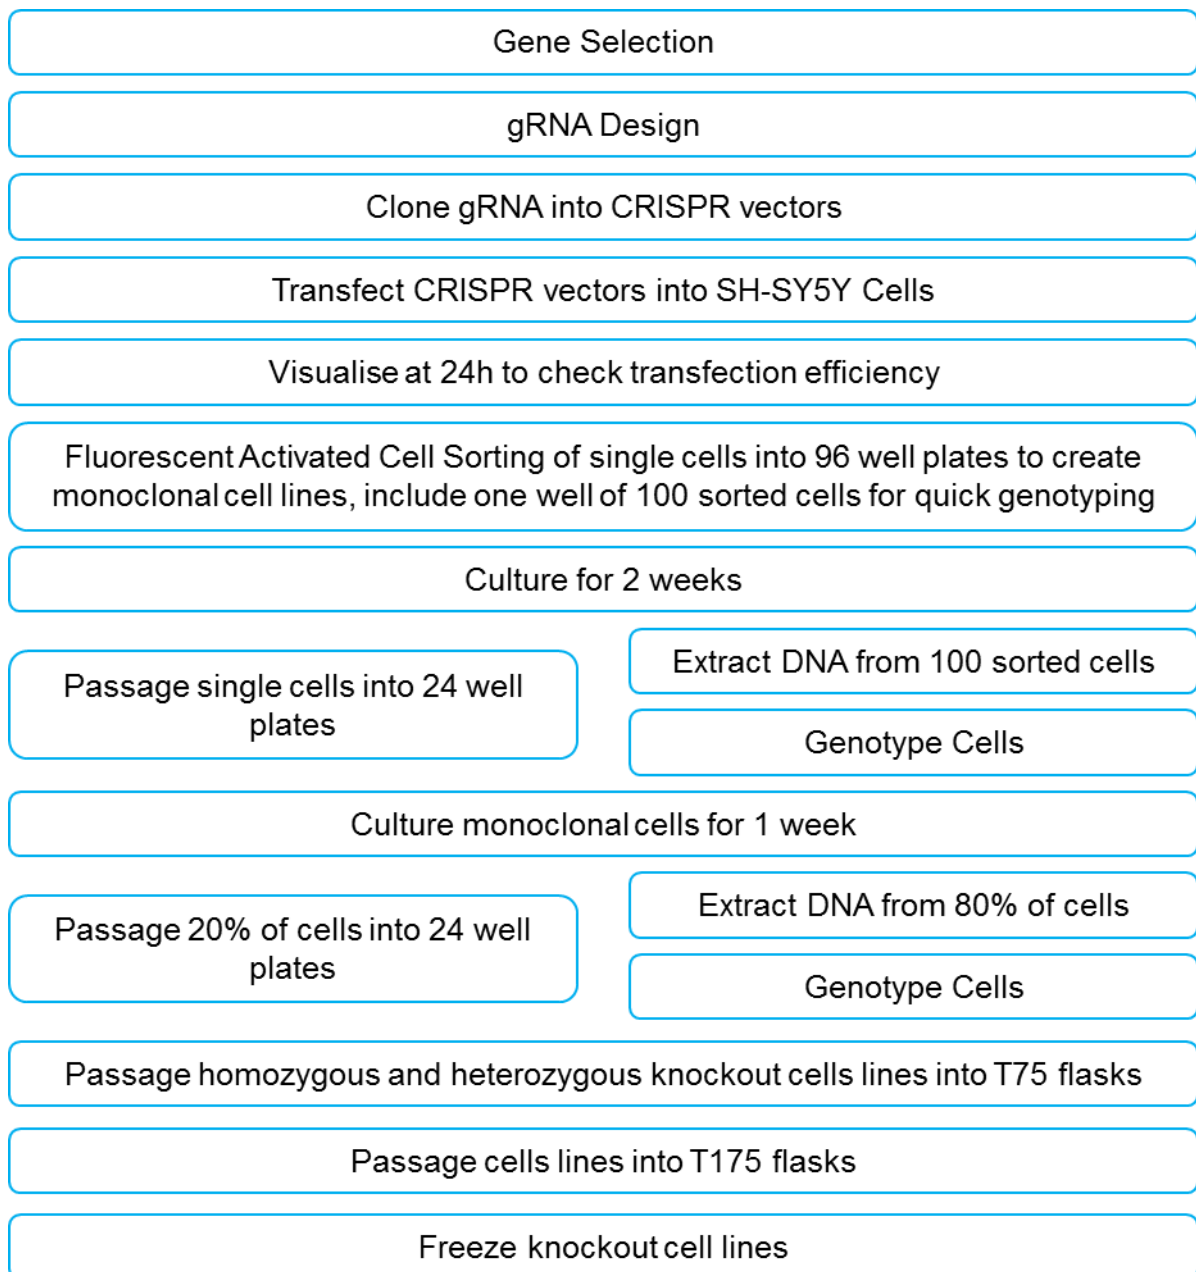 Gene Selection
gRNA Design
Clone gRNA into CRISPR vectors
Transfect CRISPR vectors into SH-SY5Y Cells
Visualise at 24h to check transfection efficiency
Fluorescent Activated Cell Sorting of single cells into 96 well plates to create
monoclonal cell lines, include one well of 100 sorted cells for quick genotyping
Culture for 2 weeks
Passage single cells into 24 well
plates
Extract DNA from 100 sorted cells
Genotype Cells
Culture monoclonal cells for 1 week
Passage 20% of cells into 24 well
plates
Extract DNA from 80% of cells
Genotype Cells
Passage homozygous and heterozygous knockout cells lines into T75 flasks
Passage cells lines into T175 flasks
Freeze knockout cell lines